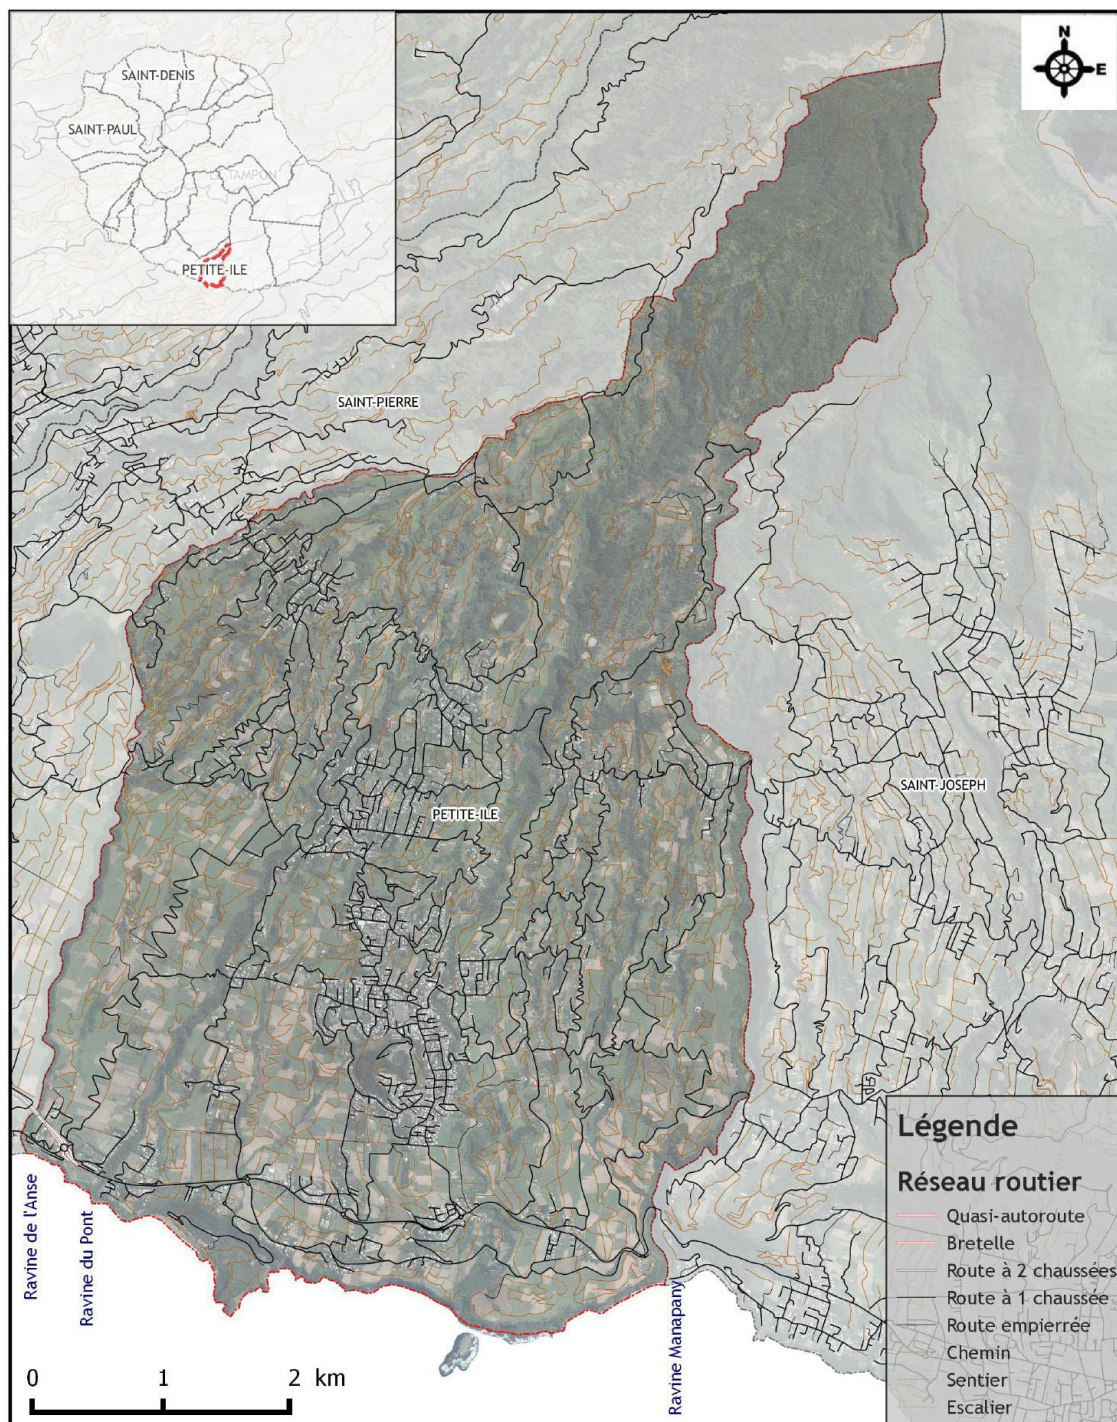 N
E
SAINT-DENIS
SAINT-PAUL
LE TAMPON
PETITE-ILE
SAINT-PIERRE
SAINT-JOSEPH
PETITE-ILE
Ravine de l'Anse
Ravine du Pont
Ravine Manapany
0 1 2 km
Légende
Réseau routier
Quasi-autoroute
Bretelle
Route à 2 chaussées
Route à 1 chaussée
Route empierrée
Chemin
Sentier
Escalier